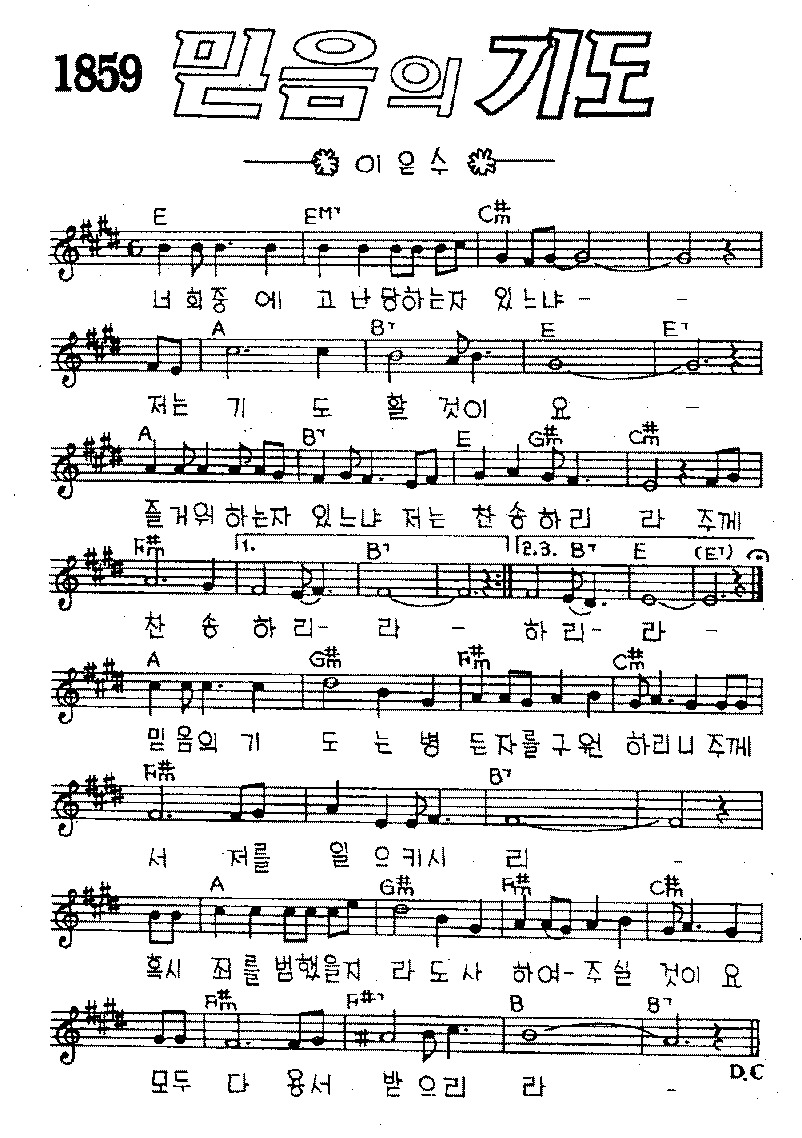 1859 믿음의 기도
이은수
E EM7 C#m
너희중 에 고 난당하는자 있느냐 - -
A B7 E E7
저는 기 도 할 것이 요 -
A B7 E G#m C#m
즐거워하는자 있느냐 저는 찬송하리 라 주께
F#m 1. B7 2.3. B7 E (E7)
찬 송 하 리- 라 - 하 리- 라 -
A G#m F#m C#m
믿 음의 기 도 는 병 든자를구원 하리니 주께
F#m B7
서 저를 일 으키시 리 -
A G#m F#m C#m
혹시 죄를범했을지 라도사 하여-주실 것이 요
F#m F#7 B B7
모두 다 용서 받 으리 라 -
D.C